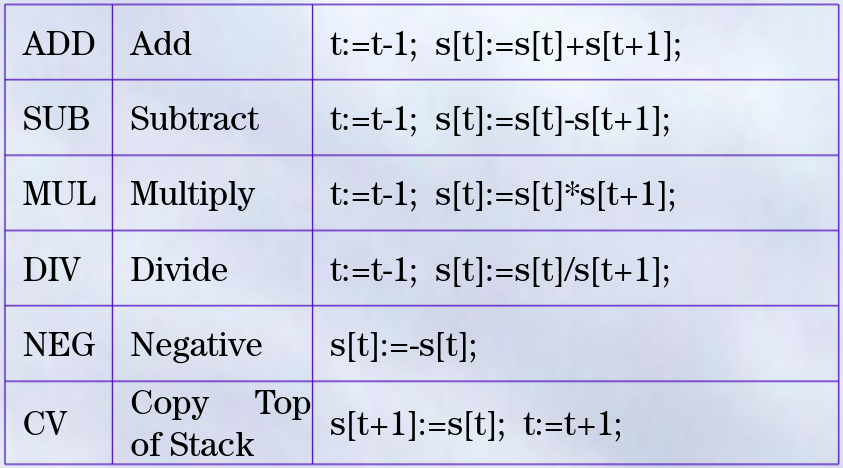 ADD Add t:=t-1; s[t]:=s[t]+s[t+1];
SUB Subtract t:=t-1; s[t]:=s[t]-s[t+1];
MUL Multiply t:=t-1; s[t]:=s[t]*s[t+1];
DIV Divide t:=t-1; s[t]:=s[t]/s[t+1];
NEG Negative s[t]:=-s[t];
CV Copy Top
of Stack s[t+1]:=s[t]; t:=t+1;